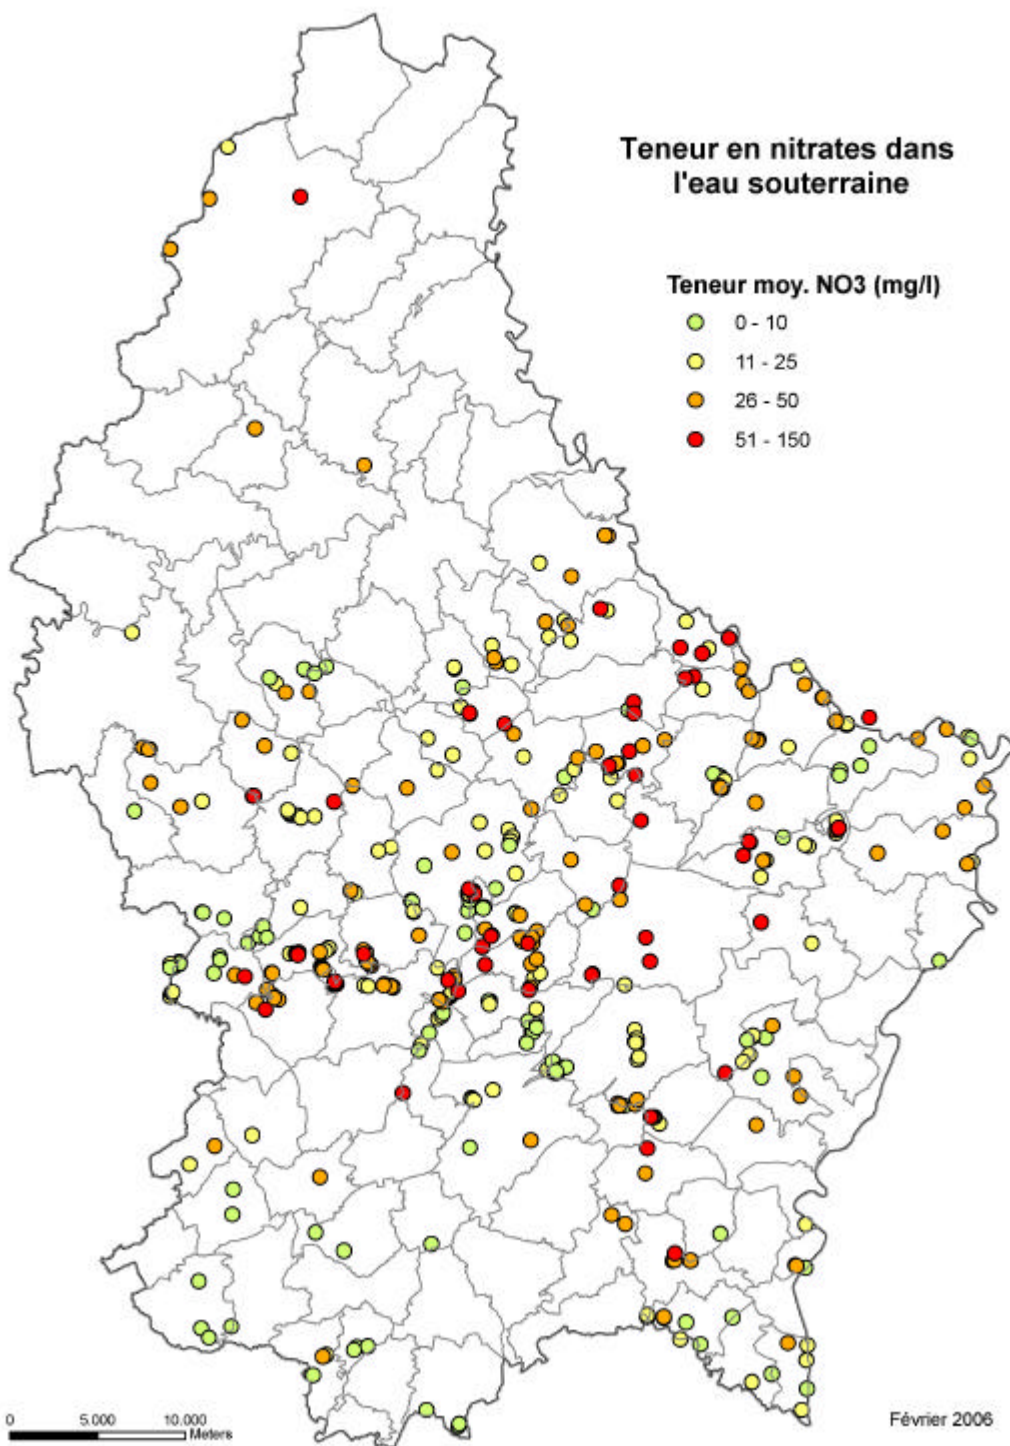 Teneur en nitrates dans
l'eau souterraine
Teneur moy. NO3 (mg/l)
0 - 10
11 - 25
26 - 50
51 - 150
0 5.000 10.000
Meters
Février 2006